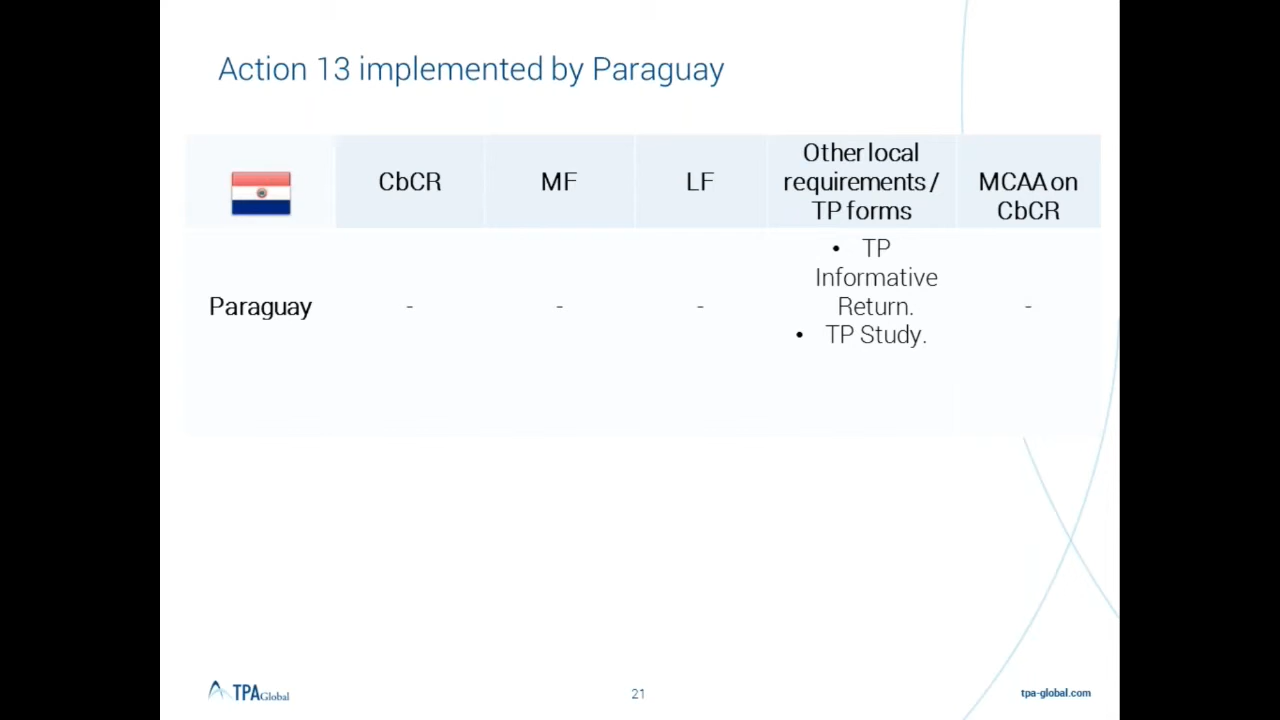 Action 13 implemented by Paraguay
CbCR
MF
LF
Other local
requirements /
TP forms
MCAA on
CbCR
Paraguay
-
-
-
• TP
Informative
Return.
• TP Study.
-
TPA Global
21
tpa-global.com